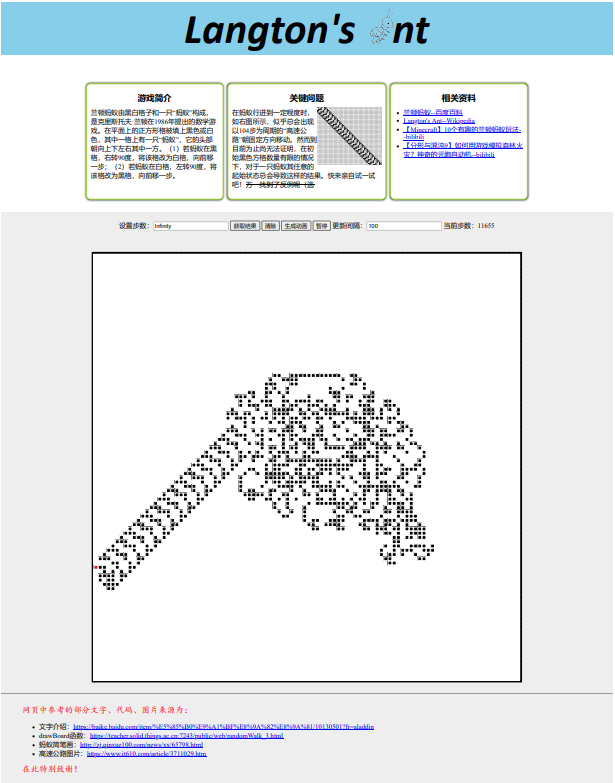 Langton's Ant
游戏简介
兰顿蚂蚁由黑白格子和一只“蚂蚁”构成，
是克里斯托夫·兰顿在1986年提出的数学游
戏。在平面上的正方形格被填上黑色或白
色，其中一格上有一只“蚂蚁”，它的头部
朝向上下左右其中一方。（1）若蚂蚁在黑
格，右转90度，将该格改为白格，向前移
一步；（2）若蚂蚁在白格，左转90度，将
该格改为黑格，向前移一步。
关键问题
在蚂蚁行进到一定程度时，
如右图所示，似乎总会出现
以104步为周期的“高速公
路”朝固定方向移动。然而到
目前为止尚无法证明，在初
始黑色方格数量有限的情况
下，对于一只蚂蚁其任意的
起始状态总会导致这样的结果。快来亲自试一试
吧！万一找到了反例呢（逃
相关资料
兰顿蚂蚁--百度百科
Langton's Ant--Wikipedia
【Minecraft】10个有趣的兰顿蚂蚁玩法-
-bilibili
【分形与混沌9】如何用游戏模拟森林火
灾？神奇的元胞自动机--bilibili
设置步数： Infinity 获取结果 清除 生成动画 暂停 更新间隔： 100 当前步数：11655
网页中参考的部分文字、代码、图片来源为：
文字介绍：https://baike.baidu.com/item/%E5%85%B0%E9%A1%BF%E8%9A%82%E8%9A%81/10130501?fr=aladdin
drawBoard函数：https://teacher.solid.things.ac.cn:7243/public/web/randomWalk_3.html
蚂蚁简笔画：http://zj.qinxue100.com/news/xx/65798.html
高速公路图片：https://www.it610.com/article/3711029.htm
在此特别致谢！